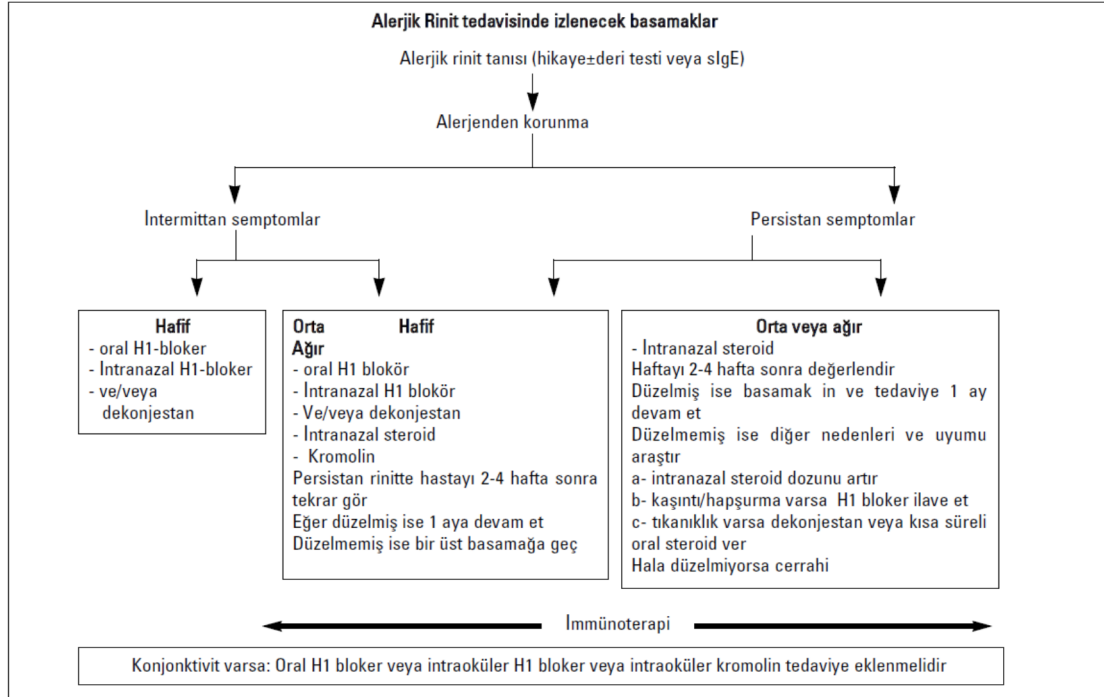 Alerjik Rinit tedavisinde izlenecek basamaklar
Alerjik rinit tanısı (hikaye±deri testi veya sIgE)
Alerjenden korunma
İntermittan semptomlar
Persistan semptomlar
Hafif
- oral H1-bloker
- Intranazal H1-bloker
- ve/veya
dekonjestan
Orta Hafif
Ağır
- oral H1 blokör
- İntranazal H1 blokör
- Ve/veya dekonjestan
- İntranazal steroid
- Kromolin
Persistan rinitte hastayı 2-4 hafta sonra
tekrar gör
Eğer düzelmiş ise 1 aya devam et
Düzelmemiş ise bir üst basamağa geç
Orta veya ağır
- İntranazal steroid
Haftayı 2-4 hafta sonra değerlendir
Düzelmiş ise basamak in ve tedaviye 1 ay
devam et
Düzelmemiş ise diğer nedenleri ve uyumu
araştır
a- intranazal steroid dozunu artır
b- kaşıntı/hapşurma varsa H1 bloker ilave et
c- tıkanıklık varsa dekonjestan veya kısa süreli
oral steroid ver
Hala düzelmiyorsa cerrahi
İmmünoterapi
Konjonktivit varsa: Oral H1 bloker veya intraoküler H1 bloker veya intraoküler kromolin tedaviye eklenmelidir